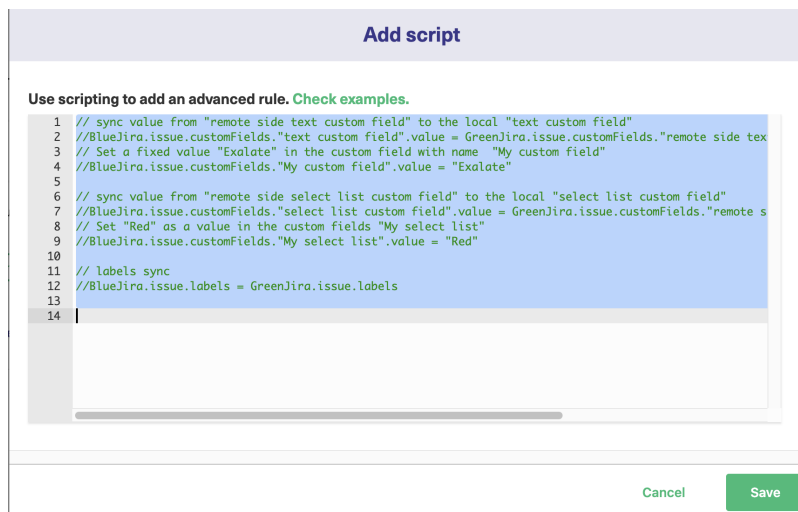 Add script
Use scripting to add an advanced rule. Check examples.
1 // sync value from "remote side text custom field" to the local "text custom field"
2 //BlueJira.issue.customFields."text custom field".value = GreenJira.issue.customFields."remote side tex
3 // Set a fixed value "Exalate" in the custom field with name  "My custom field"
4 //BlueJira.issue.customFields."My custom field".value = "Exalate"
5
6 // sync value from "remote side select list custom field" to the local "select list custom field"
7 //BlueJira.issue.customFields."select list custom field".value = GreenJira.issue.customFields."remote s
8 // Set "Red" as a value in the custom fields "My select list"
9 //BlueJira.issue.customFields."My select list".value = "Red"
10
11 // labels sync
12 //BlueJira.issue.labels = GreenJira.issue.labels
13
14
Cancel Save